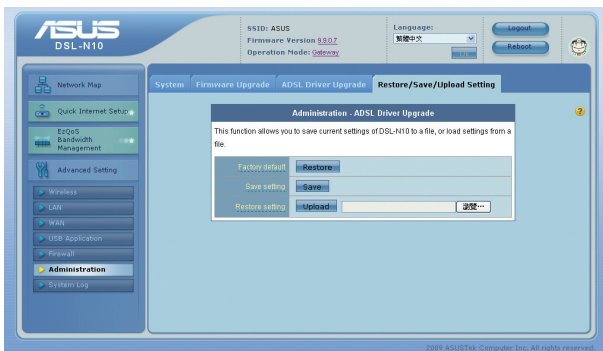 ASUS
DSL-N10
SSID: ASUS
Firmware Version 9.9.0.7
Operation Mode: Gateway
Language:
繁體中文
Logout
Reboot
Network Map
Quick Internet Setup
EzQoS
Bandwidth
Management
Advanced Setting
Wireless
LAN
WAN
USB Application
Firewall
Administration
System Log
System
Firmware Upgrade
ADSL Driver Upgrade
Restore/Save/Upload Setting
Administration - ADSL Driver Upgrade
This function allows you to save current settings of DSL-N10 to a file, or load settings from a
file.
Factory default
Restore
Save setting
Save
Restore setting
Upload
瀏覽⋯
2009 ASUSTek Computer Inc. All rights reserved.